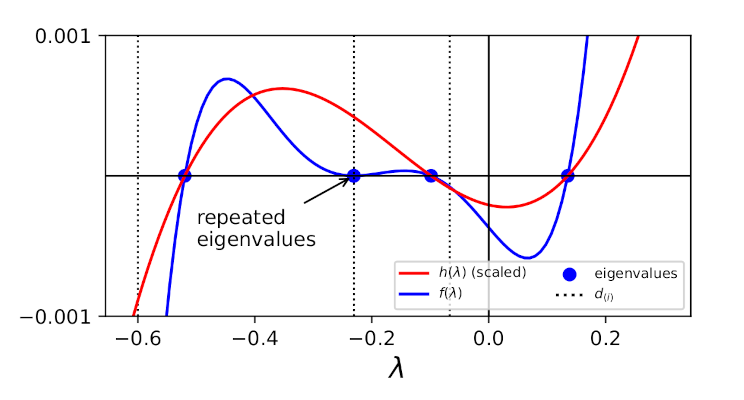 0.001
−0.001
repeated
eigenvalues
h(λ) (scaled)
f(λ)
eigenvalues
d(i)
−0.6
−0.4
−0.2
0.0
0.2
λ